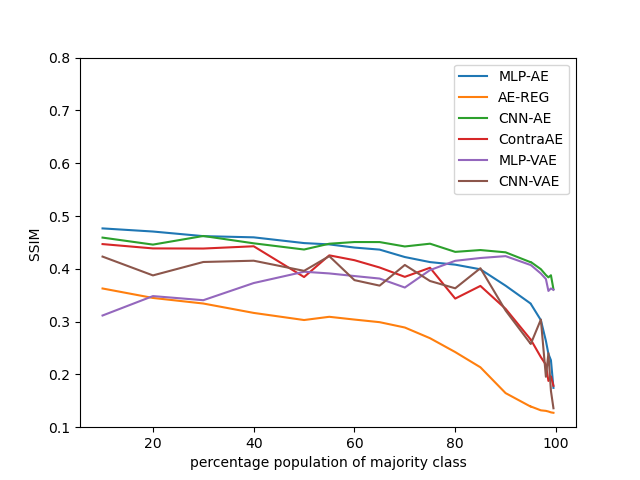 0.8
0.7
0.6
0.5
0.4
0.3
0.2
0.1
SSIM
MLP-AE
AE-REG
CNN-AE
ContraAE
MLP-VAE
CNN-VAE
20 40 60 80 100
percentage population of majority class